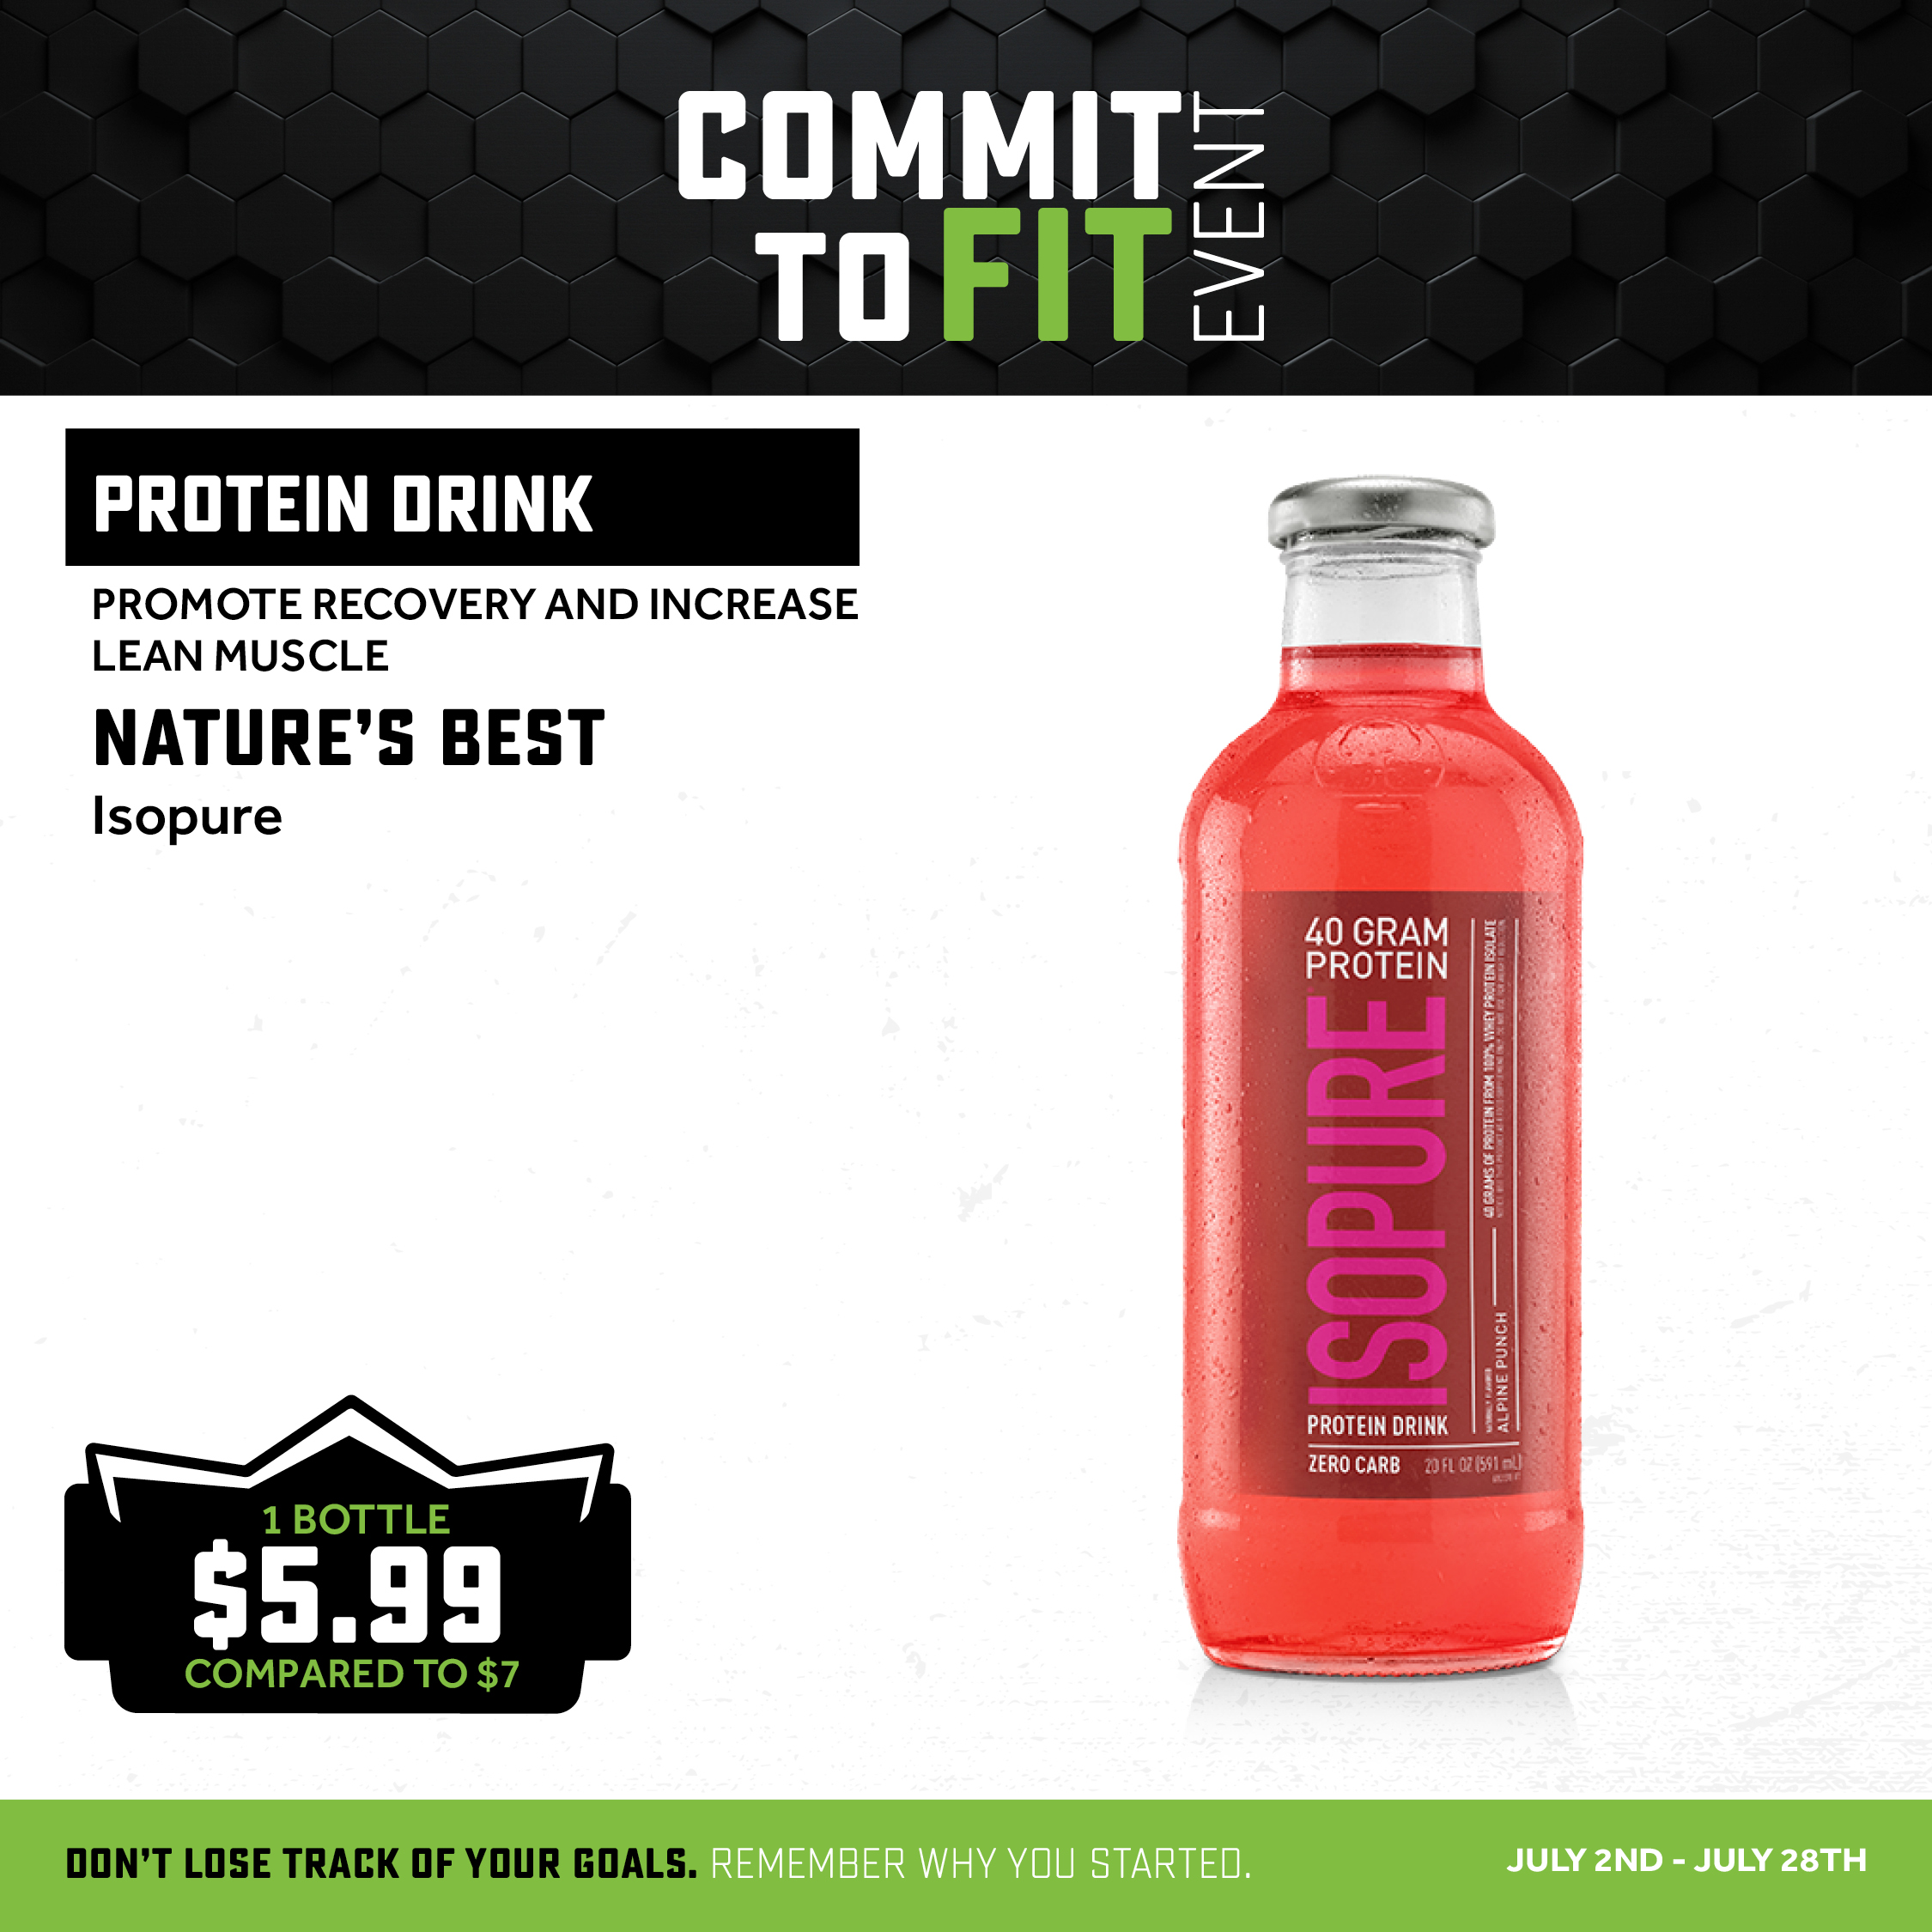 COMMIT
TO FIT
EVENT
PROTEIN DRINK
PROMOTE RECOVERY AND INCREASE
LEAN MUSCLE
NATURE'S BEST
Isopure
40 GRAM
PROTEIN
ISOPURE
40 GRAMS OF PROTEIN FROM 100% WHEY PROTEIN ISOLATE
NATURALLY FLAVORED
ALPINE PUNCH
PROTEIN DRINK
ZERO CARB 20 FL OZ (591 mL)
1 BOTTLE
$5.99
COMPARED TO $7
DON'T LOSE TRACK OF YOUR GOALS. REMEMBER WHY YOU STARTED.
JULY 2ND - JULY 28TH